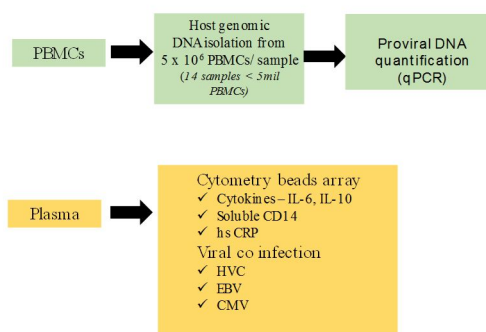 PBMCs
Host genomic
DNA isolation from
5 x 10⁶ PBMCs/ sample
(14 samples < 5mil
PBMCs)
Proviral DNA
quantification
(qPCR)
Plasma
Cytometry beads array
✓ Cytokines – IL-6, IL-10
✓ Soluble CD14
✓ hs CRP
Viral co infection
✓ HVC
✓ EBV
✓ CMV